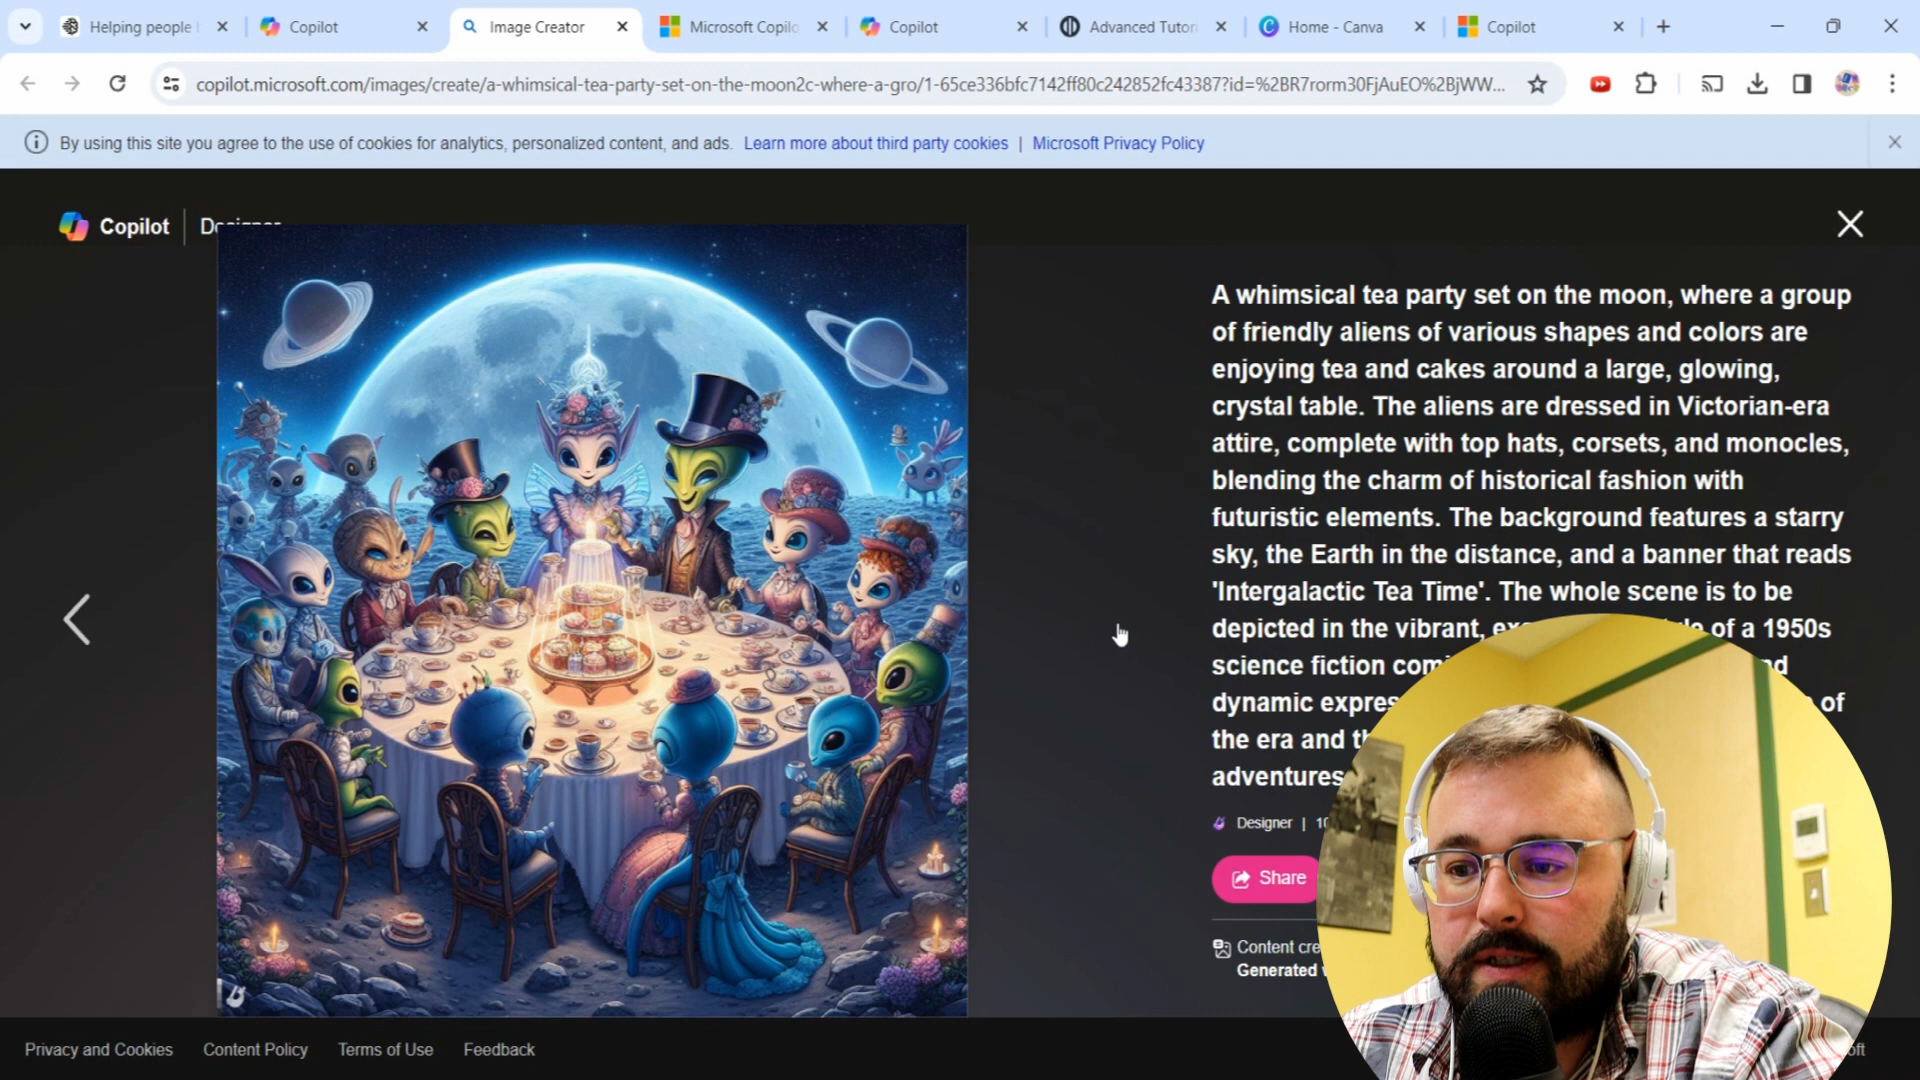 Helping people
Copilot
Image Creator
Microsoft Copilo
Copilot
Advanced Tutori
Home - Canva
Copilot
copilot.microsoft.com/images/create/a-whimsical-tea-party-set-on-the-moon2c-where-a-gro/1-65ce336bfc7142ff80c242852fc43387?id=%2BR7rorm30FjAuEO%2BjWW...
By using this site you agree to the use of cookies for analytics, personalized content, and ads. Learn more about third party cookies | Microsoft Privacy Policy
Copilot | Designer
A whimsical tea party set on the moon, where a group
of friendly aliens of various shapes and colors are
enjoying tea and cakes around a large, glowing,
crystal table. The aliens are dressed in Victorian-era
attire, complete with top hats, corsets, and monocles,
blending the charm of historical fashion with
futuristic elements. The background features a starry
sky, the Earth in the distance, and a banner that reads
'Intergalactic Tea Time'. The whole scene is to be
depicted in the vibrant, of a 1950s
science fiction
dynamic of
the era and
adventures
Designer |
Share
Content
Generated
Privacy and Cookies
Content Policy
Terms of Use
Feedback